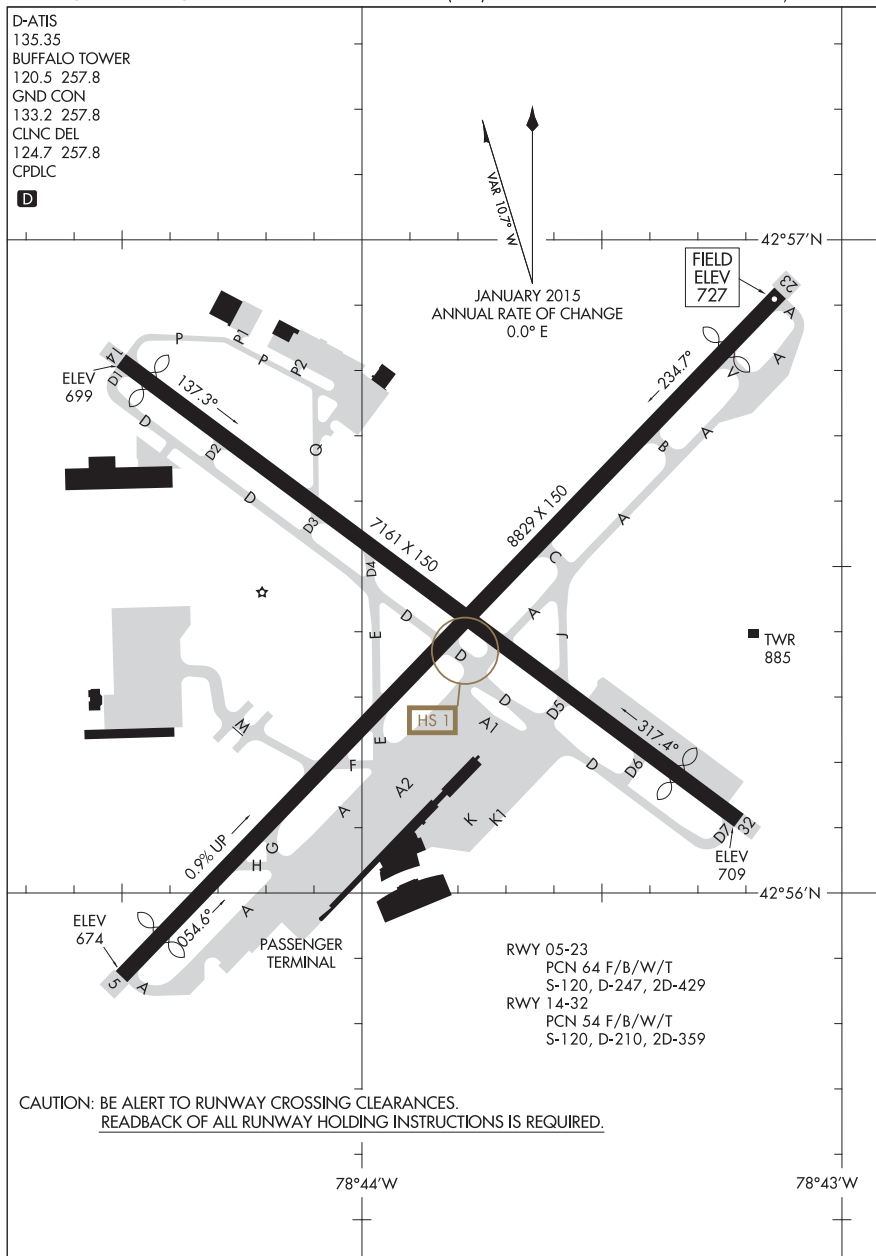 D-ATIS
135.35
BUFFALO TOWER
120.5 257.8
GND CON
133.2 257.8
CLNC DEL
124.7 257.8
CPDLC
D
VAR 10.7° W
JANUARY 2015
ANNUAL RATE OF CHANGE
0.0° E
42°57'N
FIELD
ELEV
727
23
A
A
V
234.7°
A
B
A
8829 X 150
C
A
J
P
P1
P
P2
14
D1
ELEV
699
137.3°
D
D2
Q
D
D3
7161 X 150
D4
D
E
D
HS 1
D
A1
D5
TWR
885
317.4°
D
D6
D7
32
ELEV
709
M
E
F
A2
A
K
K1
G
H
0.9% UP
054.6°
A
ELEV
674
5
A
42°56'N
PASSENGER
TERMINAL
RWY 05-23
PCN 64 F/B/W/T
S-120, D-247, 2D-429
RWY 14-32
PCN 54 F/B/W/T
S-120, D-210, 2D-359
CAUTION: BE ALERT TO RUNWAY CROSSING CLEARANCES.
READBACK OF ALL RUNWAY HOLDING INSTRUCTIONS IS REQUIRED.
78°44'W
78°43'W